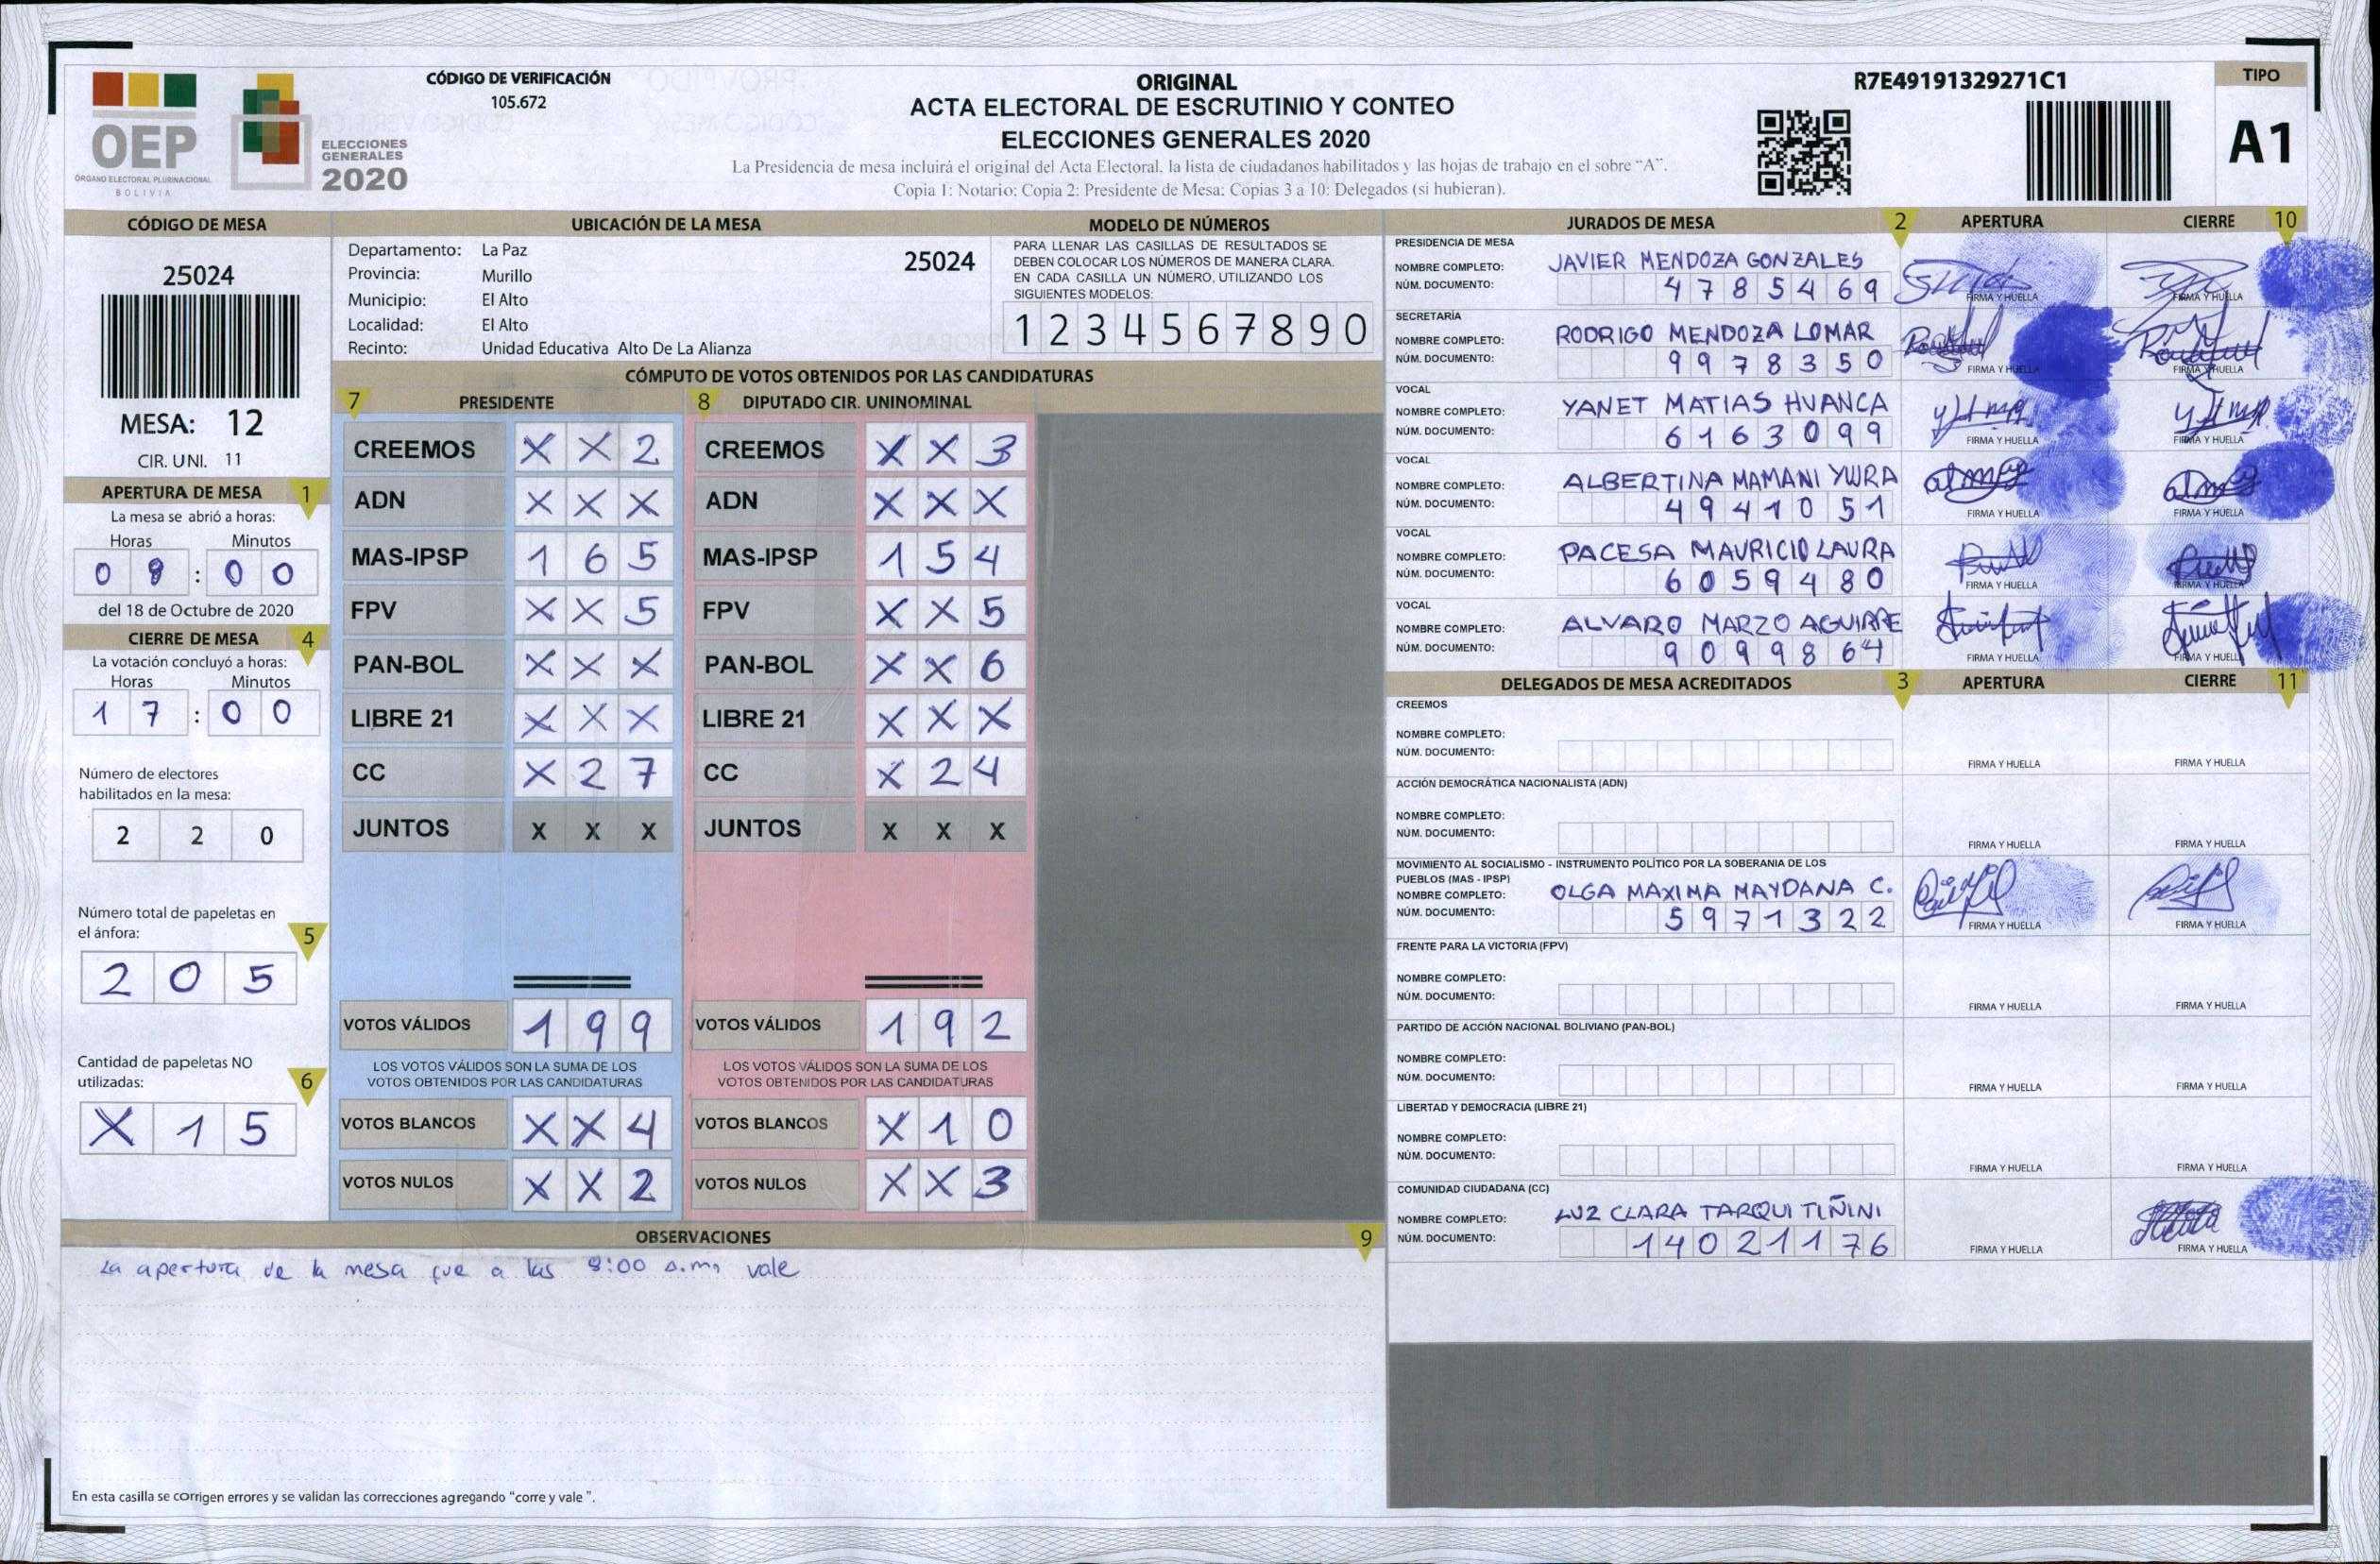 CÓDIGO DE VERIFICACIÓN
105.672
OEP
ÓRGANO ELECTORAL PLURINACIONAL
BOLIVIA
ELECCIONES
GENERALES
2020
ORIGINAL
ACTA ELECTORAL DE ESCRUTINIO Y CONTEO
ELECCIONES GENERALES 2020
La Presidencia de mesa incluirá el original del Acta Electoral, la lista de ciudadanos habilitados y las hojas de trabajo en el sobre "A".
Copia 1: Notario; Copia 2: Presidente de Mesa; Copias 3 a 10: Delegados (si hubieran).
R7E49191329271C1
TIPO
A1
CÓDIGO DE MESA
25024
MESA: 12
CIR. UNI. 11
APERTURA DE MESA 1
La mesa se abrió a horas:
Horas Minutos
0 : 0 0
del 18 de Octubre de 2020
CIERRE DE MESA 4
La votación concluyó a horas:
Horas Minutos
1 7 : 0 0
Número de electores
habilitados en la mesa:
2 2 0
Número total de papeletas en
el ánfora: 5
2 0 5
Cantidad de papeletas NO
utilizadas: 6
X 1 5
UBICACIÓN DE LA MESA
Departamento: La Paz 25024
Provincia: Murillo
Municipio: El Alto
Localidad: El Alto
Recinto: Unidad Educativa Alto De La Alianza
MODELO DE NÚMEROS
PARA LLENAR LAS CASILLAS DE RESULTADOS SE
DEBEN COLOCAR LOS NÚMEROS DE MANERA CLARA.
EN CADA CASILLA UN NÚMERO, UTILIZANDO LOS
SIGUIENTES MODELOS:
1 2 3 4 5 6 7 8 9 0
CÓMPUTO DE VOTOS OBTENIDOS POR LAS CANDIDATURAS
7 PRESIDENTE 8 DIPUTADO CIR. UNINOMINAL
CREEMOS X X 2 CREEMOS X X 3
ADN X X X ADN X X X
MAS-IPSP 1 6 5 MAS-IPSP 1 5 4
FPV X X 5 FPV X X 5
PAN-BOL X X X PAN-BOL X X 6
LIBRE 21 X X X LIBRE 21 X X X
CC X 2 7 CC X 2 4
JUNTOS X X X JUNTOS X X X
VOTOS VÁLIDOS 1 9 9 VOTOS VÁLIDOS 1 9 2
LOS VOTOS VÁLIDOS SON LA SUMA DE LOS LOS VOTOS VÁLIDOS SON LA SUMA DE LOS
VOTOS OBTENIDOS POR LAS CANDIDATURAS VOTOS OBTENIDOS POR LAS CANDIDATURAS
VOTOS BLANCOS X X 4 VOTOS BLANCOS X 1 0
VOTOS NULOS X X 2 VOTOS NULOS X X 3
OBSERVACIONES 9
La apertura de la mesa fue a las :00 a.m. vale
En esta casilla se corrigen errores y se validan las correcciones agregando "corre y vale ".
JURADOS DE MESA 2 APERTURA CIERRE 10
PRESIDENCIA DE MESA
NOMBRE COMPLETO: JAVIER MENDOZA GONZALES
NÚM. DOCUMENTO: 4 7 8 5 4 6 9 FIRMA Y HUELLA FIRMA Y HUELLA
SECRETARÍA
NOMBRE COMPLETO: RODRIGO MENDOZA LOMAR
NÚM. DOCUMENTO: 9 9 7 8 3 5 0 FIRMA Y HUELLA FIRMA Y HUELLA
VOCAL
NOMBRE COMPLETO: YANET MATIAS HUANCA
NÚM. DOCUMENTO: 6 1 6 3 0 9 9 FIRMA Y HUELLA FIRMA Y HUELLA
VOCAL
NOMBRE COMPLETO: ALBERTINA MAMANI YWRA
NÚM. DOCUMENTO: 4 9 4 1 0 5 1 FIRMA Y HUELLA FIRMA Y HUELLA
VOCAL
NOMBRE COMPLETO: PACESA MAURICIO LAURA
NÚM. DOCUMENTO: 6 0 5 9 4 8 0 FIRMA Y HUELLA FIRMA Y HUELLA
VOCAL
NOMBRE COMPLETO: ALVARO MARZO AGUIRRE
NÚM. DOCUMENTO: 9 0 9 9 8 6 4 FIRMA Y HUELLA FIRMA Y HUELLA
DELEGADOS DE MESA ACREDITADOS 3 APERTURA CIERRE 11
CREEMOS
NOMBRE COMPLETO:
NÚM. DOCUMENTO: FIRMA Y HUELLA FIRMA Y HUELLA
ACCIÓN DEMOCRÁTICA NACIONALISTA (ADN)
NOMBRE COMPLETO:
NÚM. DOCUMENTO: FIRMA Y HUELLA FIRMA Y HUELLA
MOVIMIENTO AL SOCIALISMO - INSTRUMENTO POLÍTICO POR LA SOBERANIA DE LOS
PUEBLOS (MAS - IPSP)
NOMBRE COMPLETO: OLGA MAXIMA MAYDANA C.
NÚM. DOCUMENTO: 5 9 7 1 3 2 2 FIRMA Y HUELLA FIRMA Y HUELLA
FRENTE PARA LA VICTORIA (FPV)
NOMBRE COMPLETO:
NÚM. DOCUMENTO: FIRMA Y HUELLA FIRMA Y HUELLA
PARTIDO DE ACCIÓN NACIONAL BOLIVIANO (PAN-BOL)
NOMBRE COMPLETO:
NÚM. DOCUMENTO: FIRMA Y HUELLA FIRMA Y HUELLA
LIBERTAD Y DEMOCRACIA (LIBRE 21)
NOMBRE COMPLETO:
NÚM. DOCUMENTO: FIRMA Y HUELLA FIRMA Y HUELLA
COMUNIDAD CIUDADANA (CC)
NOMBRE COMPLETO: LUZ CLARA TARQUI TIÑINI
NÚM. DOCUMENTO: 1 4 0 2 1 1 7 6 FIRMA Y HUELLA FIRMA Y HUELLA